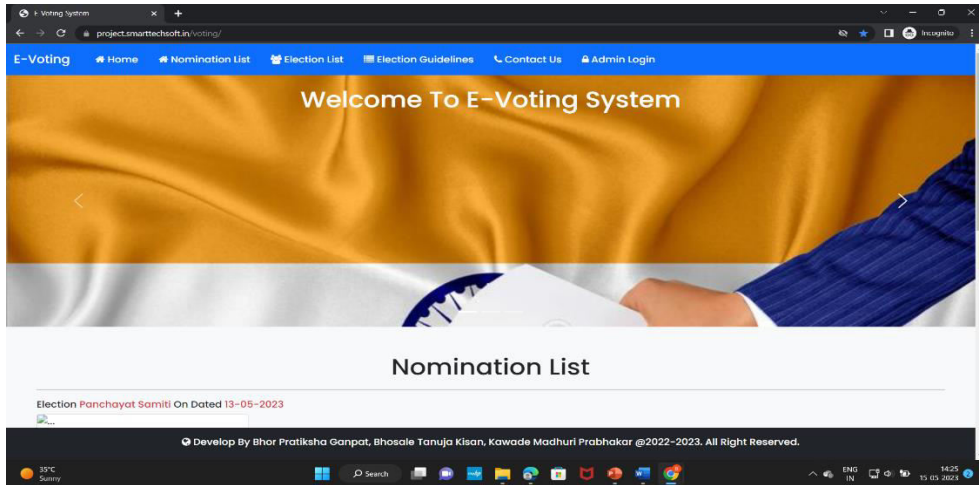 E-Voting System
project.smarttechsoft.in/voting/
Incognito
E-Voting Home Nomination List Election List Election Guidelines Contact Us Admin Login
Welcome To E-Voting System
Nomination List
Election Panchayat Samiti On Dated 13-05-2023
...
Develop By Bhor Pratiksha Ganpat, Bhosale Tanuja Kisan, Kawade Madhuri Prabhakar @2022-2023. All Right Reserved.
35°C
Sunny
Search
ENG
IN
14:25
15 05 2023